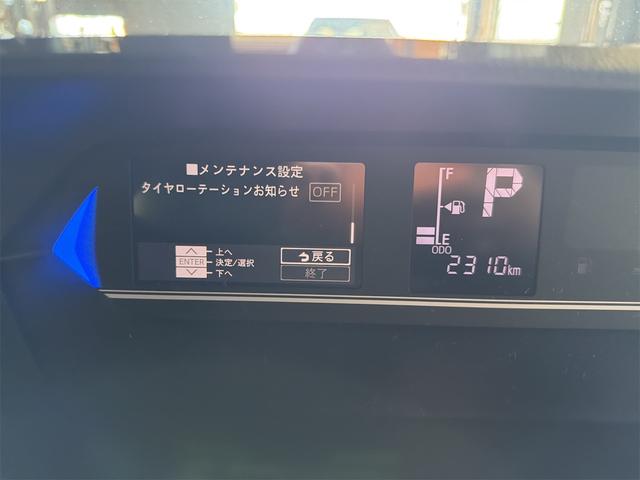 ■メンテナンス設定
タイヤローテーションお知らせ OFF
上へ
ENTER 決定/選択
下へ
戻る
終了
F
P
E
ODO
2310km